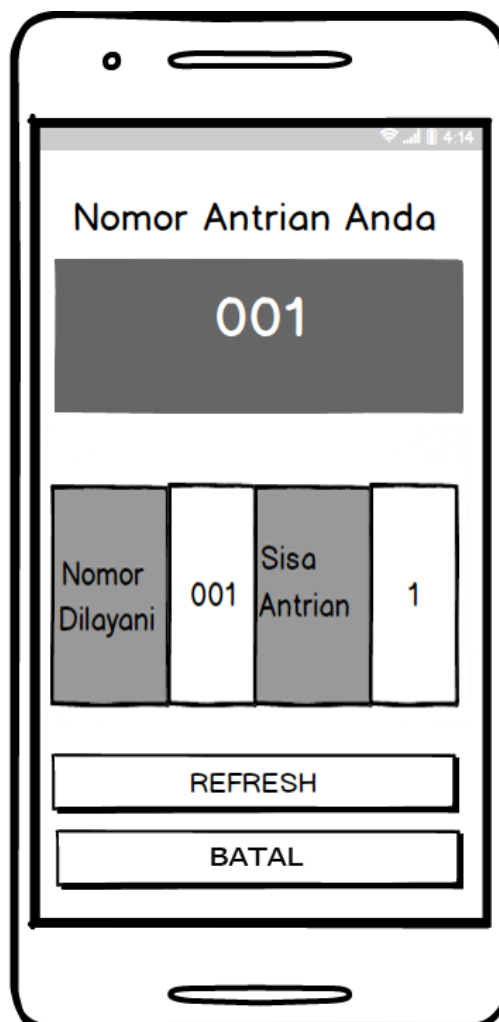 4:14
Nomor Antrian Anda
001
Nomor
Dilayani
001
Sisa
Antrian
1
REFRESH
BATAL